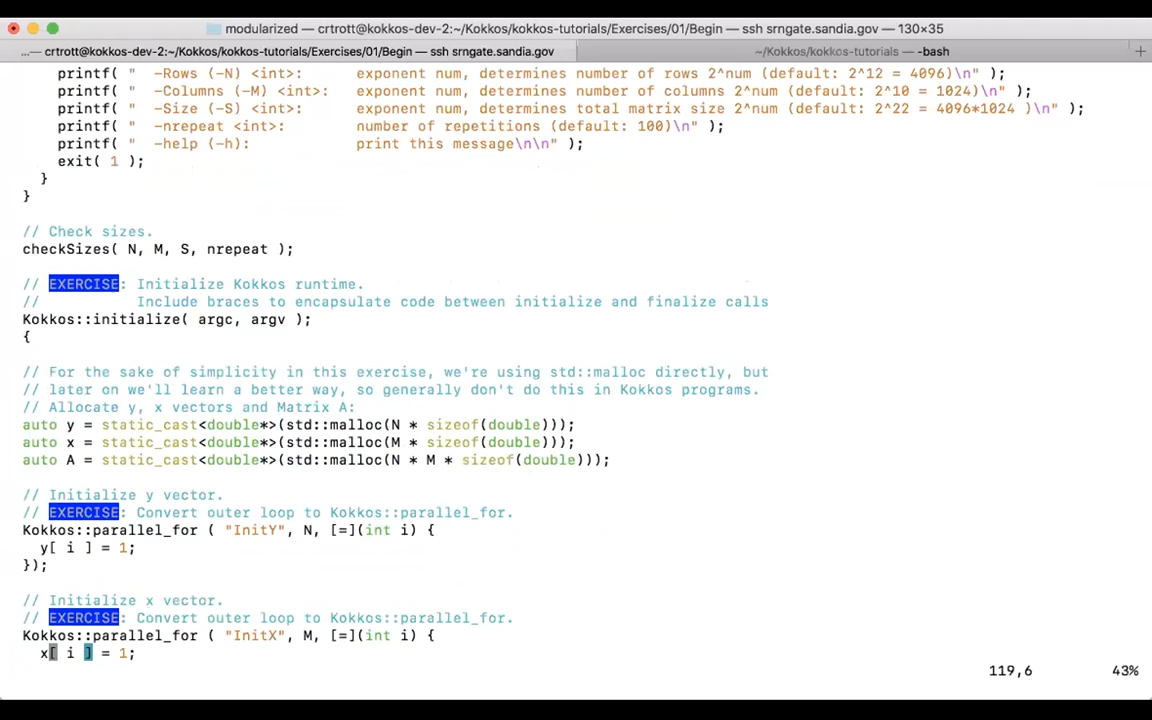 modularized — crtrott@kokkos-dev-2:~/Kokkos/kokkos-tutorials/Exercises/01/Begin — ssh srngate.sandia.gov — 130×35
...— crtrott@kokkos-dev-2:~/Kokkos/kokkos-tutorials/Exercises/01/Begin — ssh srngate.sandia.gov
~/Kokkos/kokkos-tutorials — -bash
printf( "  -Rows (-N) <int>:      exponent num, determines number of rows 2^num (default: 2^12 = 4096)\n" );
printf( "  -Columns (-M) <int>:   exponent num, determines number of columns 2^num (default: 2^10 = 1024)\n" );
printf( "  -Size (-S) <int>:      exponent num, determines total matrix size 2^num (default: 2^22 = 4096*1024 )\n" );
printf( "  -nrepeat <int>:        number of repetitions (default: 100)\n" );
printf( "  -help (-h):            print this message\n\n" );
exit( 1 );
}
}
// Check sizes.
checkSizes( N, M, S, nrepeat );
// EXERCISE: Initialize Kokkos runtime.
//           Include braces to encapsulate code between initialize and finalize calls
Kokkos::initialize( argc, argv );
{
// For the sake of simplicity in this exercise, we're using std::malloc directly, but
// later on we'll learn a better way, so generally don't do this in Kokkos programs.
// Allocate y, x vectors and Matrix A:
auto y = static_cast<double*>(std::malloc(N * sizeof(double)));
auto x = static_cast<double*>(std::malloc(M * sizeof(double)));
auto A = static_cast<double*>(std::malloc(N * M * sizeof(double)));
// Initialize y vector.
// EXERCISE: Convert outer loop to Kokkos::parallel_for.
Kokkos::parallel_for ( "InitY", N, [=](int i) {
y[ i ] = 1;
});
// Initialize x vector.
// EXERCISE: Convert outer loop to Kokkos::parallel_for.
Kokkos::parallel_for ( "InitX", M, [=](int i) {
x[ i ] = 1;
119,6 43%